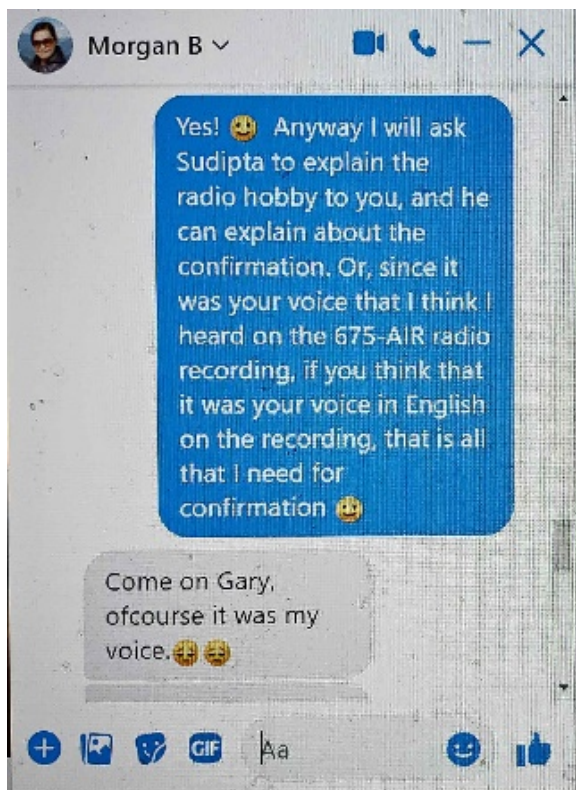 Morgan B
Yes! Anyway I will ask
Sudipta to explain the
radio hobby to you, and he
can explain about the
confirmation. Or, since it
was your voice that I think I
heard on the 675-AIR radio
recording, if you think that
it was your voice in English
on the recording, that is all
that I need for
confirmation
Come on Gary,
ofcourse it was my
voice.
GIF
Aa